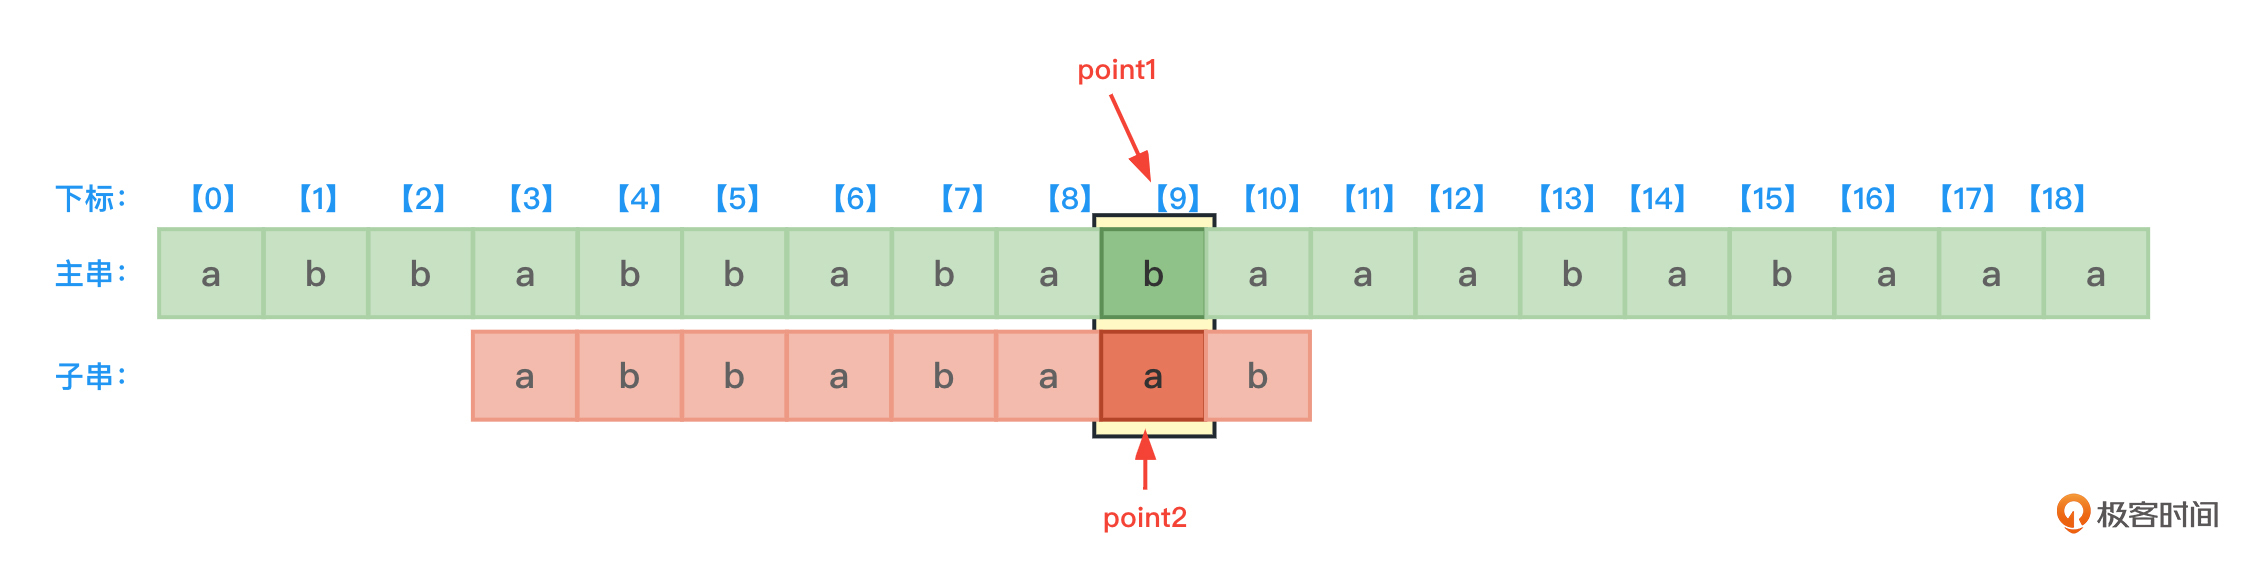 point1
下标： 【0】 【1】 【2】 【3】 【4】 【5】 【6】 【7】 【8】 【9】 【10】 【11】 【12】 【13】 【14】 【15】 【16】 【17】 【18】
主串： a b b a b b a b a b a a a b a b a a a
子串： a b b a b a a b
point2
极客时间